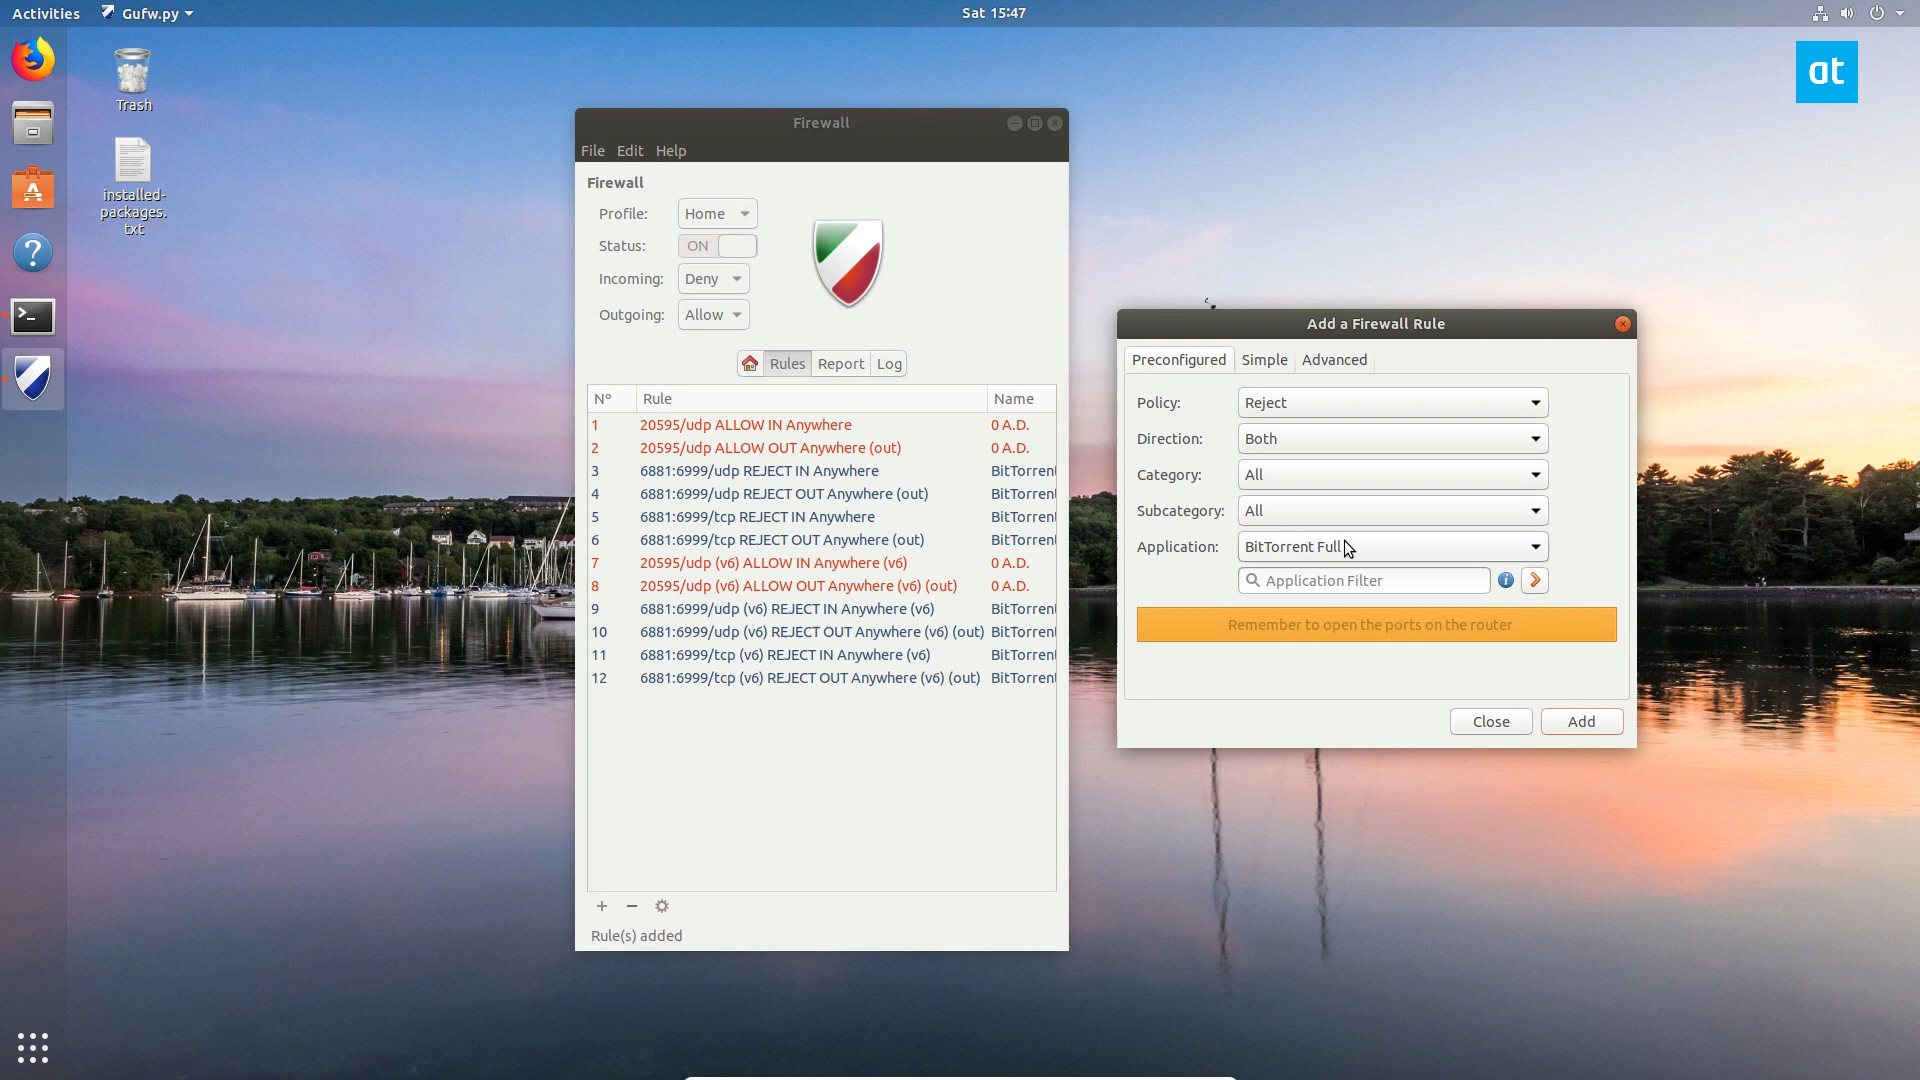 Activities
Gufw.py
Sat 15:47
at
Trash
installed-
packages.
txt
Firewall
File Edit Help
Firewall
Profile: Home
Status: ON
Incoming: Deny
Outgoing: Allow
Rules Report Log
Nº Rule Name
1 20595/udp ALLOW IN Anywhere 0 A.D.
2 20595/udp ALLOW OUT Anywhere (out) 0 A.D.
3 6881:6999/udp REJECT IN Anywhere BitTorrent
4 6881:6999/udp REJECT OUT Anywhere (out) BitTorrent
5 6881:6999/tcp REJECT IN Anywhere BitTorrent
6 6881:6999/tcp REJECT OUT Anywhere (out) BitTorrent
7 20595/udp (v6) ALLOW IN Anywhere (v6) 0 A.D.
8 20595/udp (v6) ALLOW OUT Anywhere (v6) (out) 0 A.D.
9 6881:6999/udp (v6) REJECT IN Anywhere (v6) BitTorrent
10 6881:6999/udp (v6) REJECT OUT Anywhere (v6) (out) BitTorrent
11 6881:6999/tcp (v6) REJECT IN Anywhere (v6) BitTorrent
12 6881:6999/tcp (v6) REJECT OUT Anywhere (v6) (out) BitTorrent
Rule(s) added
Add a Firewall Rule
Preconfigured Simple Advanced
Policy: Reject
Direction: Both
Category: All
Subcategory: All
Application: BitTorrent Full
Application Filter
Remember to open the ports on the router
Close Add